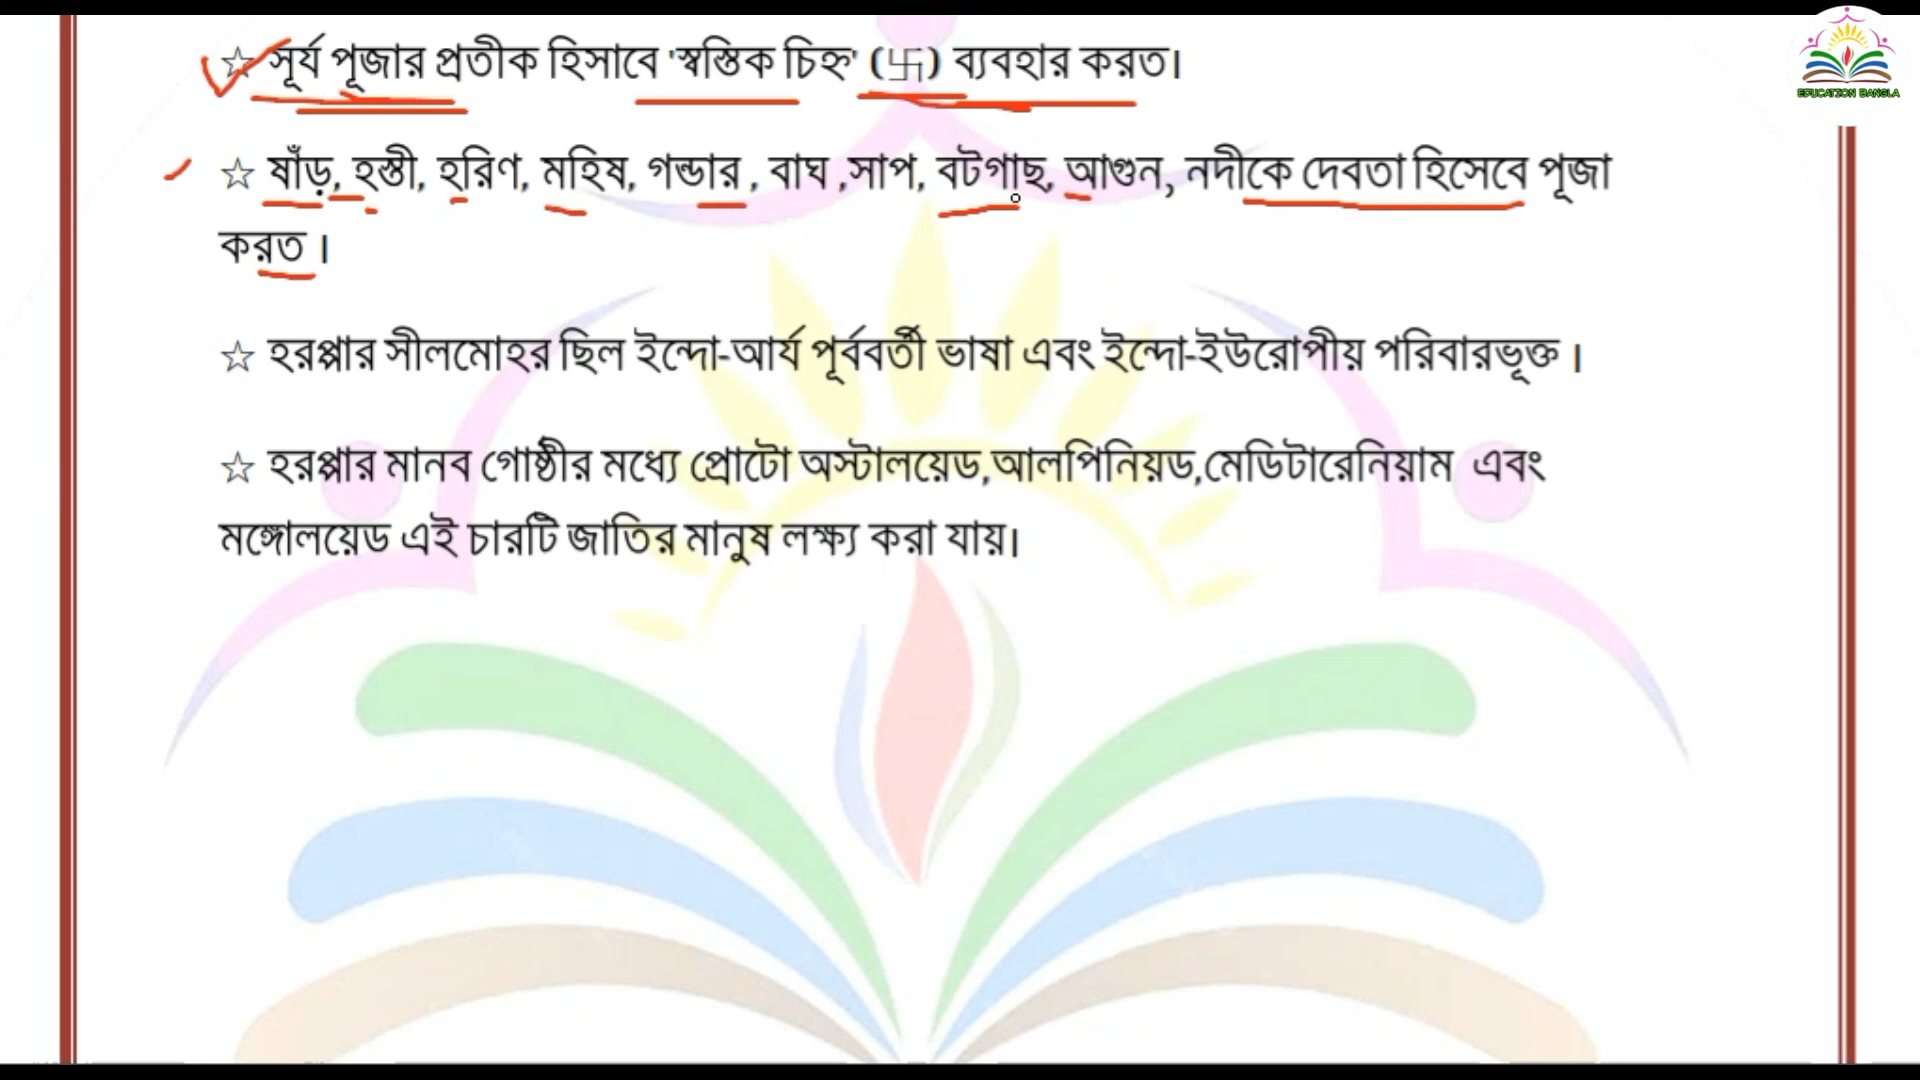 ☆ সূর্য পূজার প্রতীক হিসাবে 'স্বস্তিক চিহ্ন' (卐) ব্যবহার করত।
☆ ষাঁড়, হস্তী, হরিণ, মহিষ, গন্ডার , বাঘ ,সাপ, বটগাছ, আগুন, নদীকে দেবতা হিসেবে পূজা
করত ।
☆ হরপ্পার সীলমোহর ছিল ইন্দো-আর্য পূর্ববর্তী ভাষা এবং ইন্দো-ইউরোপীয় পরিবারভূক্ত ।
☆ হরপ্পার মানব গোষ্ঠীর মধ্যে প্রোটো অস্টালয়েড,আলপিনিয়ড,মেডিটারেনিয়াম এবং
মঙ্গোলয়েড এই চারটি জাতির মানুষ লক্ষ্য করা যায়।
EDUCATION BANGLA